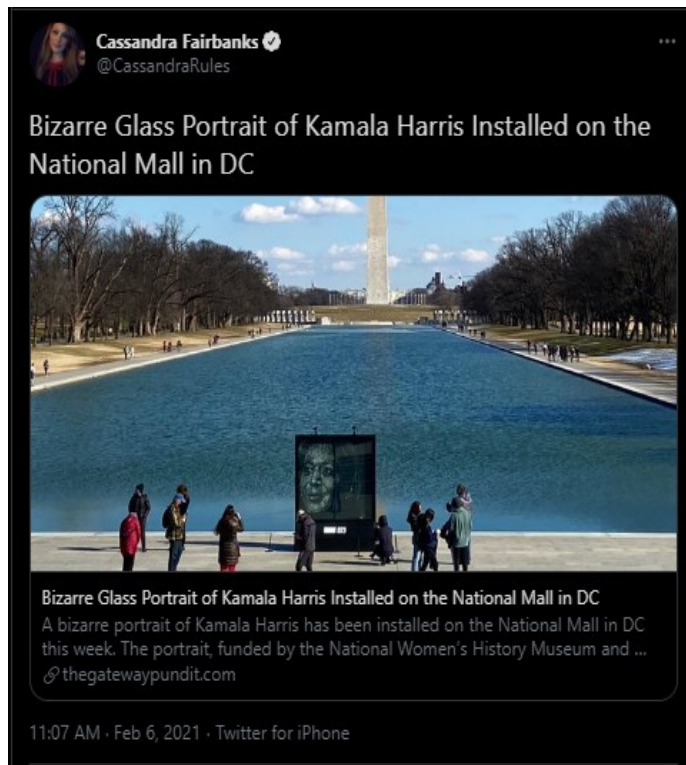 Cassandra Fairbanks
@CassandraRules
Bizarre Glass Portrait of Kamala Harris Installed on the
National Mall in DC
Bizarre Glass Portrait of Kamala Harris Installed on the National Mall in DC
A bizarre portrait of Kamala Harris has been installed on the National Mall in DC
this week. The portrait, funded by the National Women's History Museum and ...
thegatewaypundit.com
11:07 AM · Feb 6, 2021 · Twitter for iPhone